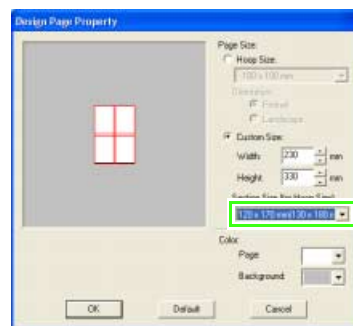 Design Page Property
Page Size:
Hoop Size:
100 x 100 mm
Orientation:
Portrait
Landscape
Custom Size:
Width: 230 mm
Height: 330 mm
Section Size (for Hoop Size)
Color:
Page
Background
OK
Default
Cancel